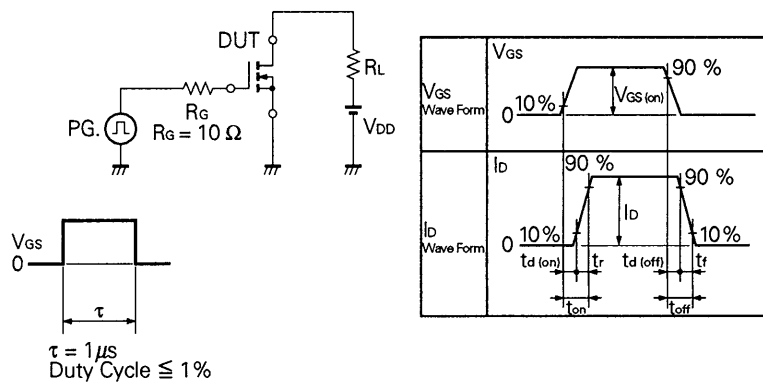 DUT
RL
RG
PG.
RG = 10 Ω
VDD
VGS
0
τ
τ = 1μs
Duty Cycle ≦ 1%
VGS
Wave Form
VGS
10%
0
VGS (on)
90 %
ID
Wave Form
ID
90 %
90 %
0
10%
ID
10%
td (on)
tr
td (off)
tf
ton
toff